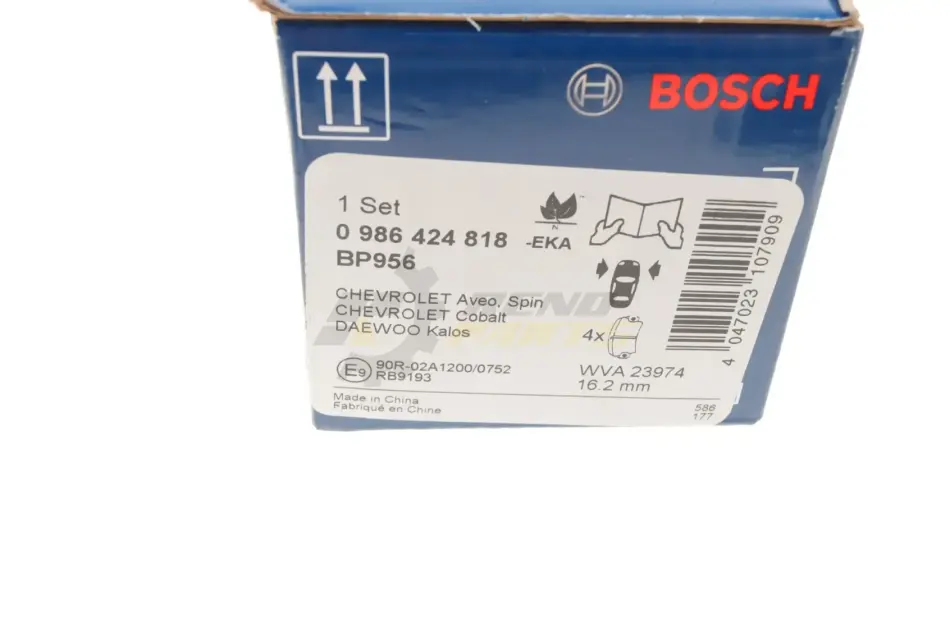 BOSCH
1 Set
0 986 424 818 -EKA
BP956
CHEVROLET Aveo, Spin
CHEVROLET Cobalt
DAEWOO Kalos
4x
E9 90R-02A1200/0752
RB9193
WVA 23974
16.2 mm
Made in China
Fabriqué en Chine
586
177
4 047023 107909
N